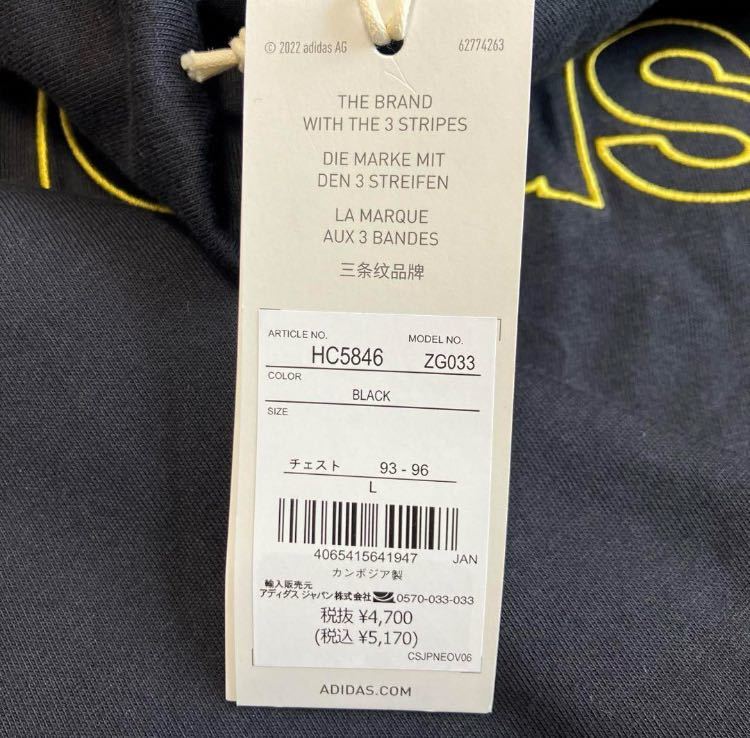 © 2022 adidas AG 62774263
THE BRAND
WITH THE 3 STRIPES
DIE MARKE MIT
DEN 3 STREIFEN
LA MARQUE
AUX 3 BANDES
三条纹品牌
ARTICLE NO. MODEL NO.
HC5846 ZG033
COLOR
BLACK
SIZE
チェスト 93 - 96
L
4065415641947 JAN
カンボジア製
輸入販売元
アディダス ジャパン株式会社 0570-033-033
税抜 ¥4,700
(税込 ¥5,170)
CSJPNEOV06
ADIDAS.COM